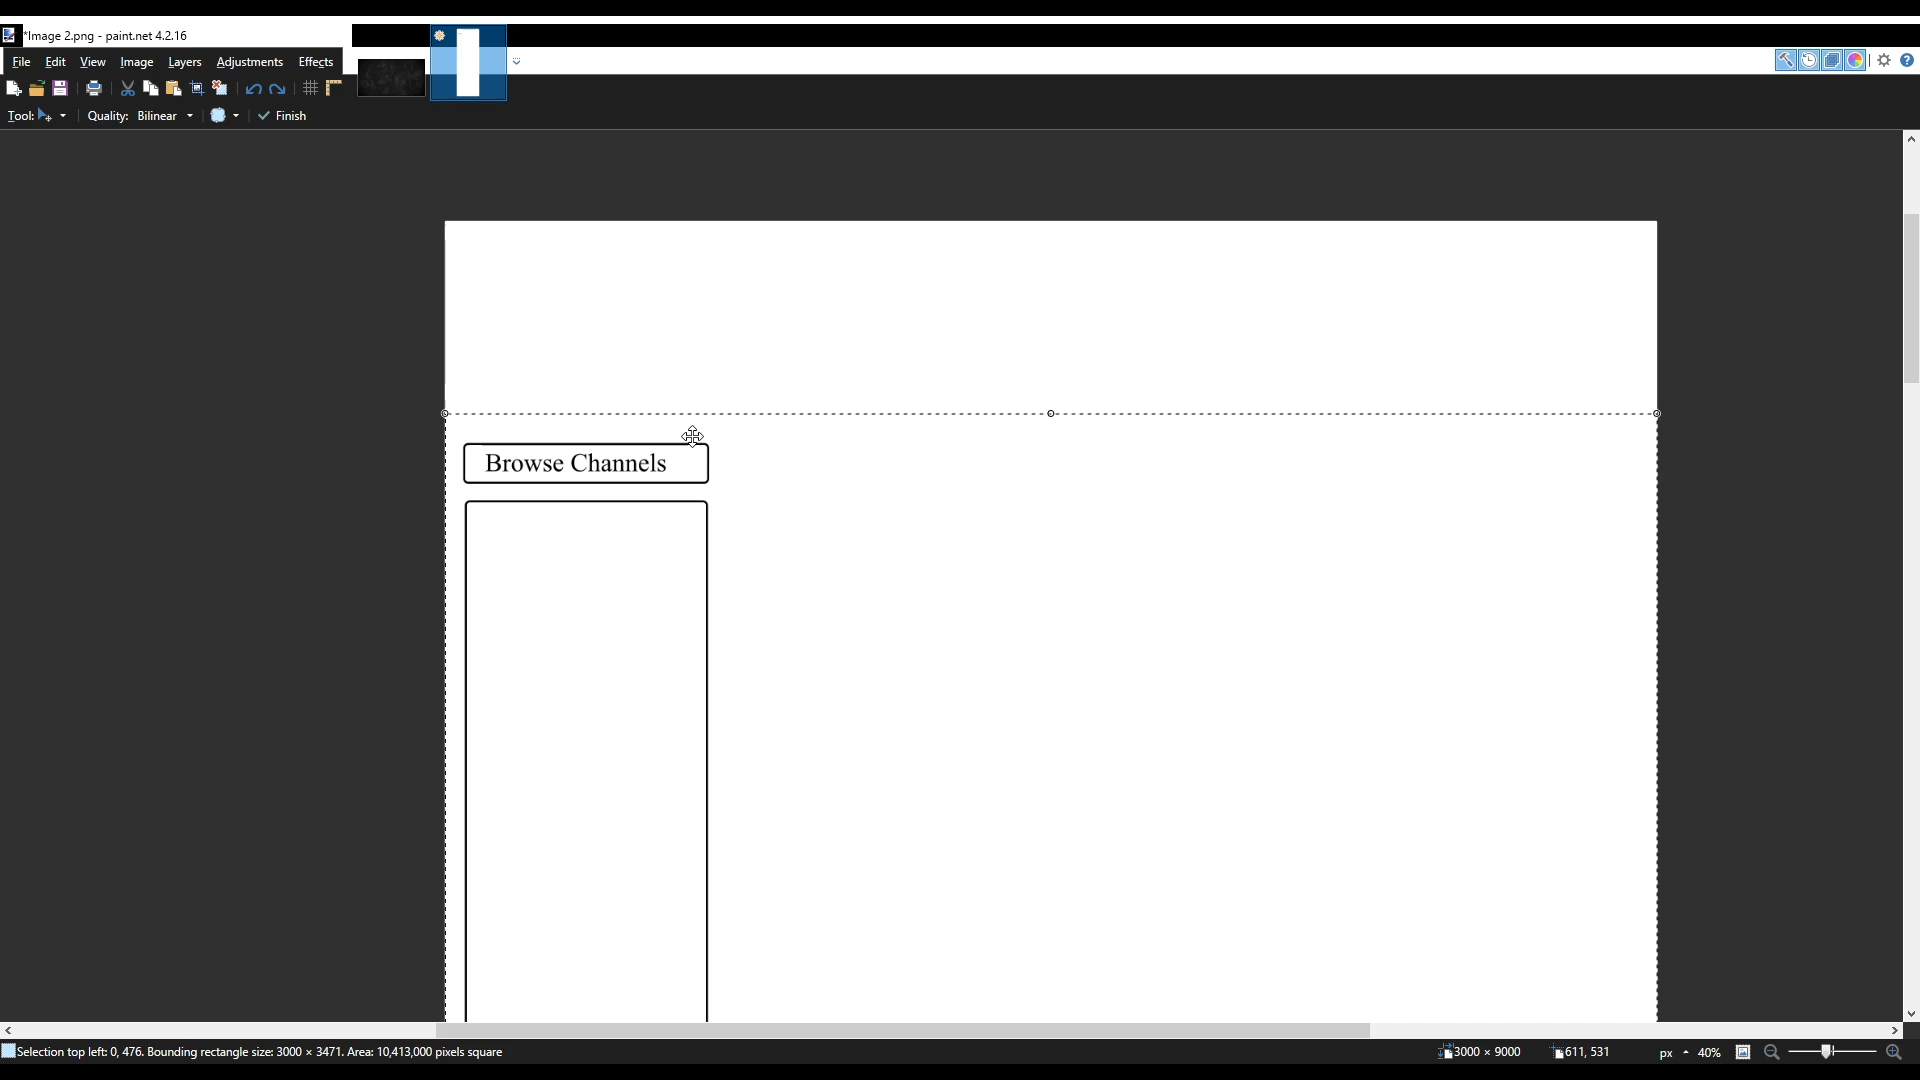 *Image 2.png - paint.net 4.2.16
File Edit View Image Layers Adjustments Effects
Tool: Quality: Bilinear Finish
Browse Channels
Selection top left: 0, 476. Bounding rectangle size: 3000 × 3471. Area: 10,413,000 pixels square 3000 × 9000 611, 531 px 40%